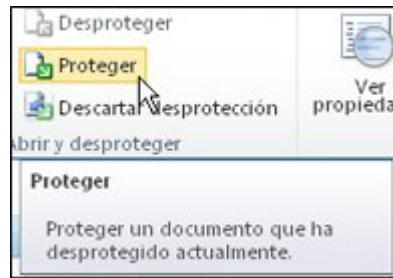 Desproteger
Proteger
Descartar desprotección
Ver
propieda
brir y desproteger
Proteger
Proteger un documento que ha
desprotegido actualmente.